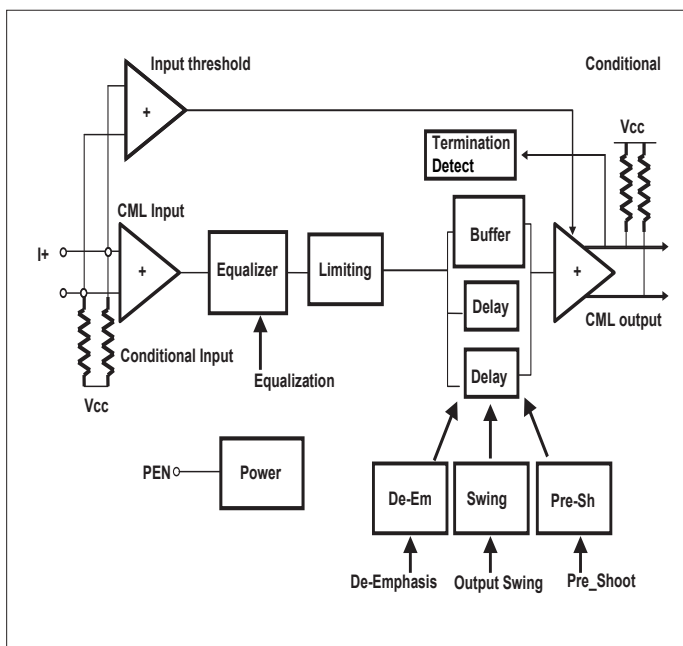 Input threshold
Conditional
+
Vcc
Termination
Detect
CML Input
Buffer
I+
+
Equalizer
Limiting
+
Delay
CML output
Conditional Input
Delay
Equalization
Vcc
PEN
Power
De-Em
Swing
Pre-Sh
De-Emphasis
Output Swing
Pre_Shoot